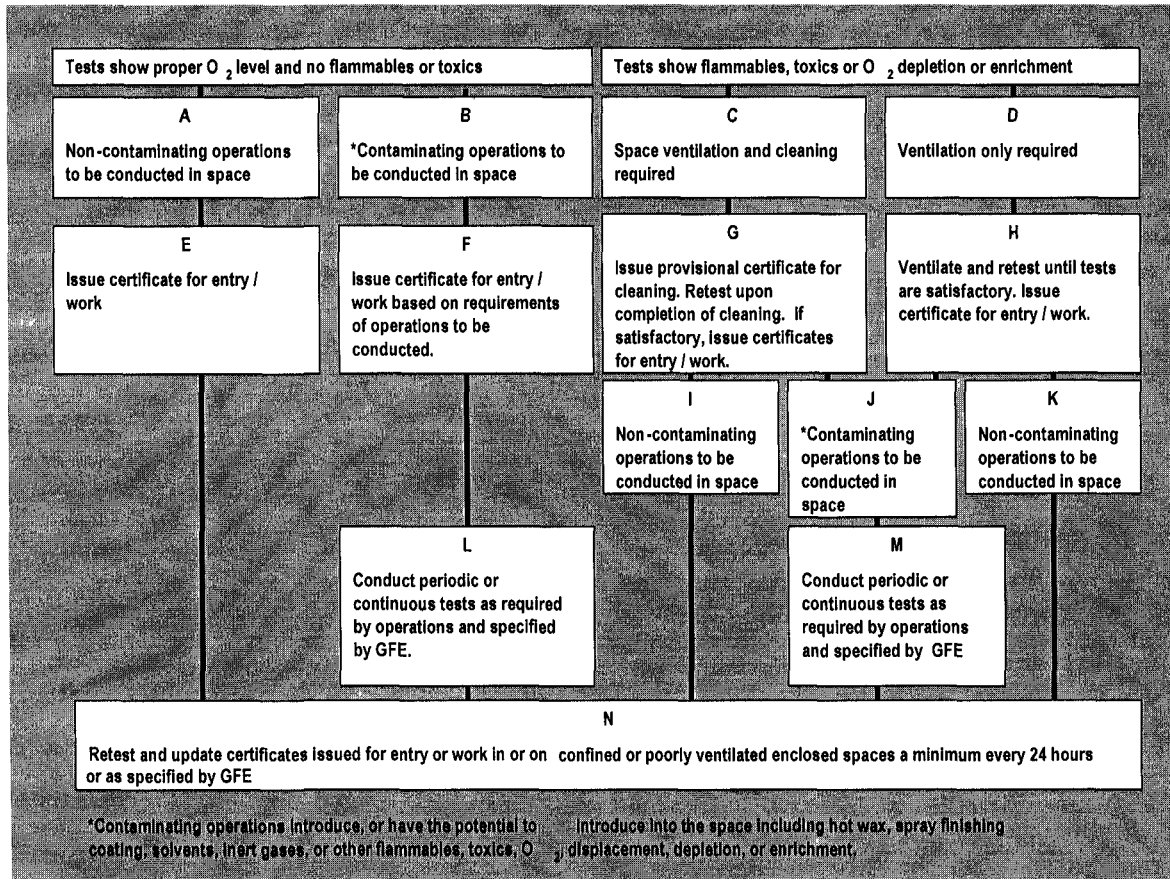 Tests show proper O 2 level and no flammables or toxics
Tests show flammables, toxics or O 2 depletion or enrichment
A
Non-contaminating operations
to be conducted in space
B
*Contaminating operations to
be conducted in space
C
Space ventilation and cleaning
required
D
Ventilation only required
E
Issue certificate for entry /
work
F
Issue certificate for entry /
work based on requirements
of operations to be
conducted.
G
Issue provisional certificate for
cleaning. Retest upon
completion of cleaning. If
satisfactory, issue certificates
for entry / work.
H
Ventilate and retest until tests
are satisfactory. Issue
certificate for entry / work.
I
Non-contaminating
operations to be
conducted in space
J
*Contaminating
operations to be
conducted in
space
K
Non-contaminating
operations to be
conducted in space
L
Conduct periodic or
continuous tests as required
by operations and specified
by GFE.
M
Conduct periodic or
continuous tests as
required by operations
and specified by GFE
N
Retest and update certificates issued for entry or work in or on confined or poorly ventilated enclosed spaces a minimum every 24 hours
or as specified by GFE
*Contaminating operations introduce, or have the potential to introduce into the space including hot wax, spray finishing
coating, solvents, inert gases, or other flammables, toxics, O 2, displacement, depletion, or enrichment.